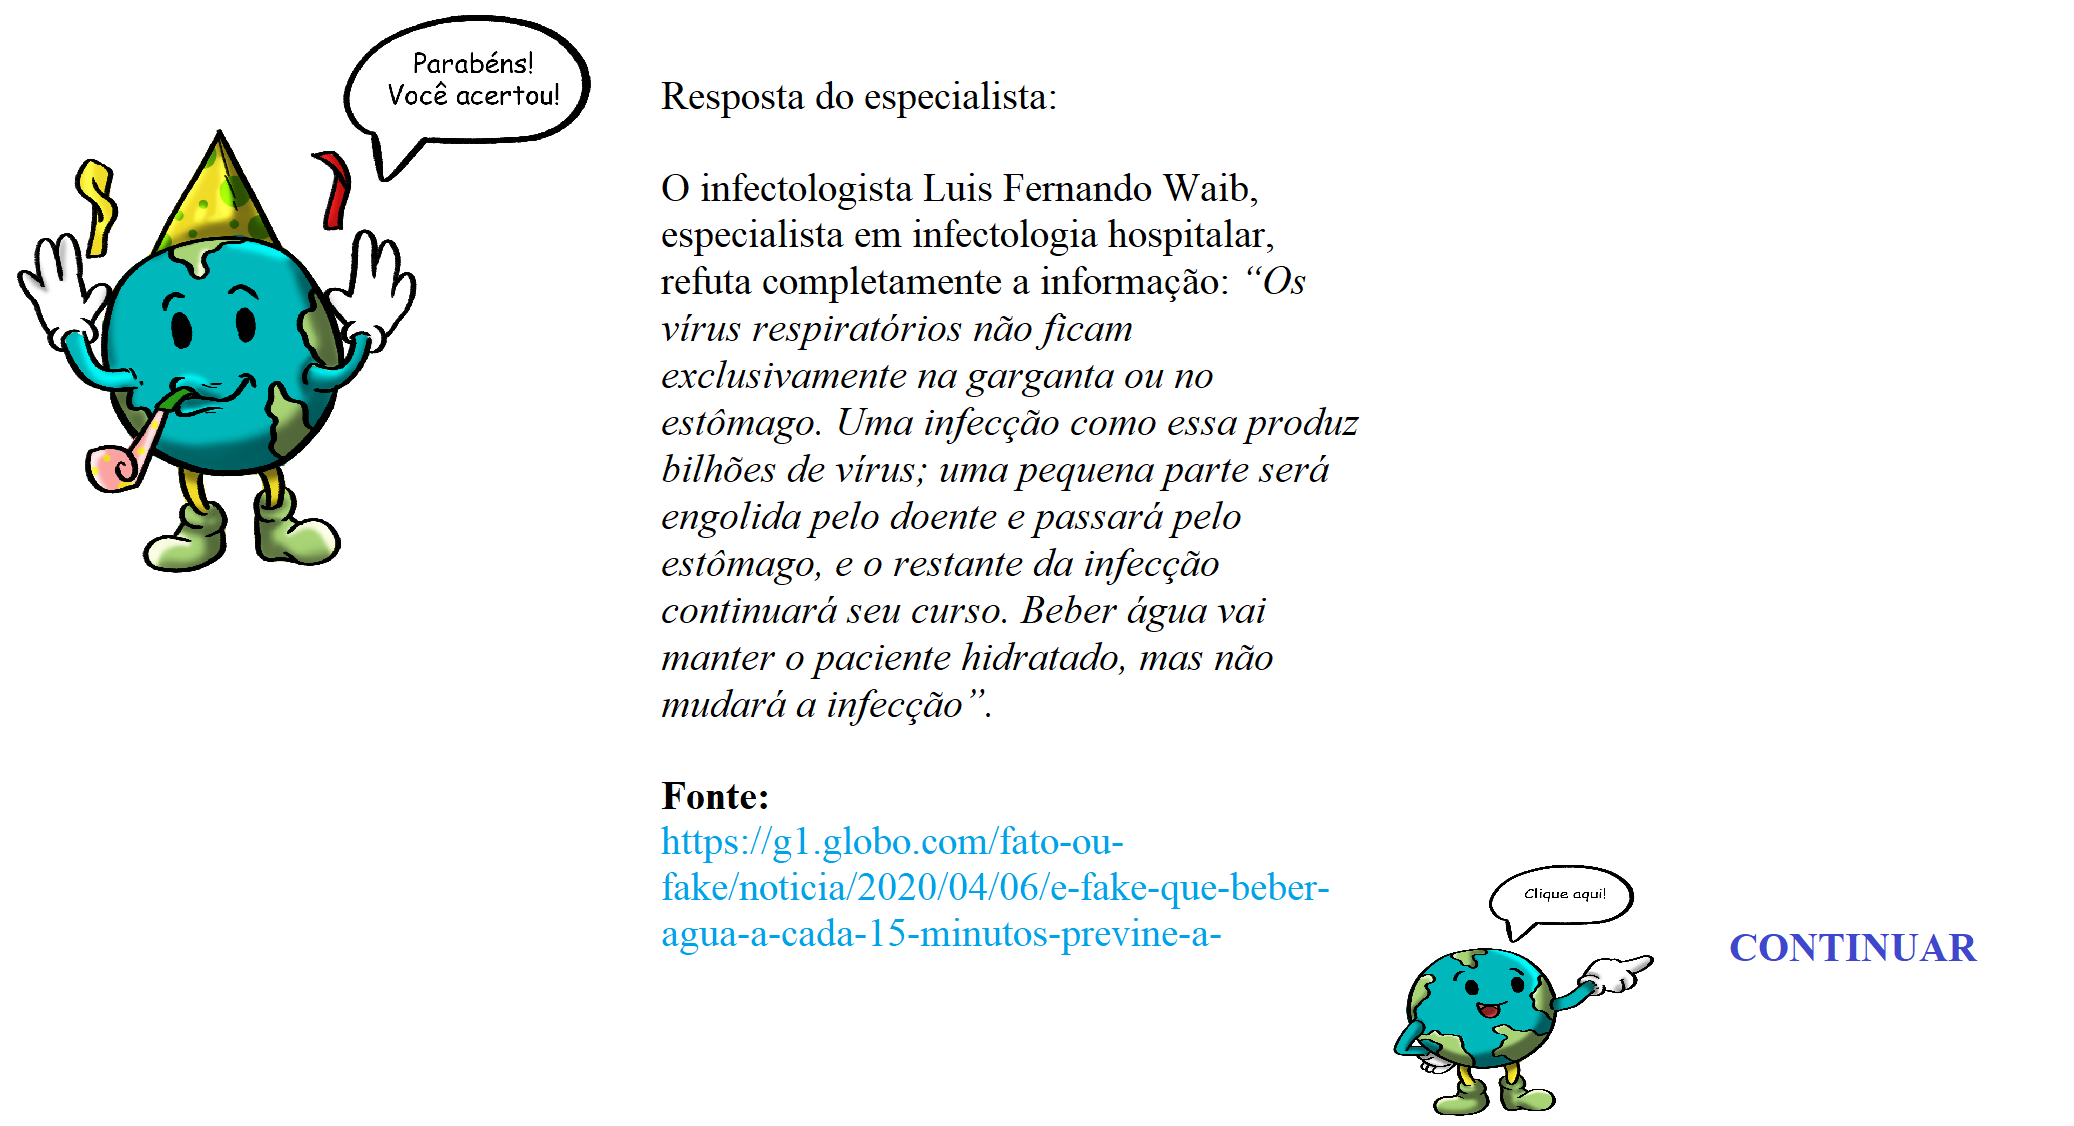 Parabéns!
Você acertou!
Resposta do especialista:
O infectologista Luis Fernando Waib,
especialista em infectologia hospitalar,
refuta completamente a informação: “Os
vírus respiratórios não ficam
exclusivamente na garganta ou no
estômago. Uma infecção como essa produz
bilhões de vírus; uma pequena parte será
engolida pelo doente e passará pelo
estômago, e o restante da infecção
continuará seu curso. Beber água vai
manter o paciente hidratado, mas não
mudará a infecção”.
Fonte:
https://g1.globo.com/fato-ou-
fake/noticia/2020/04/06/e-fake-que-beber-
agua-a-cada-15-minutos-previne-a-
Clique aqui!
CONTINUAR